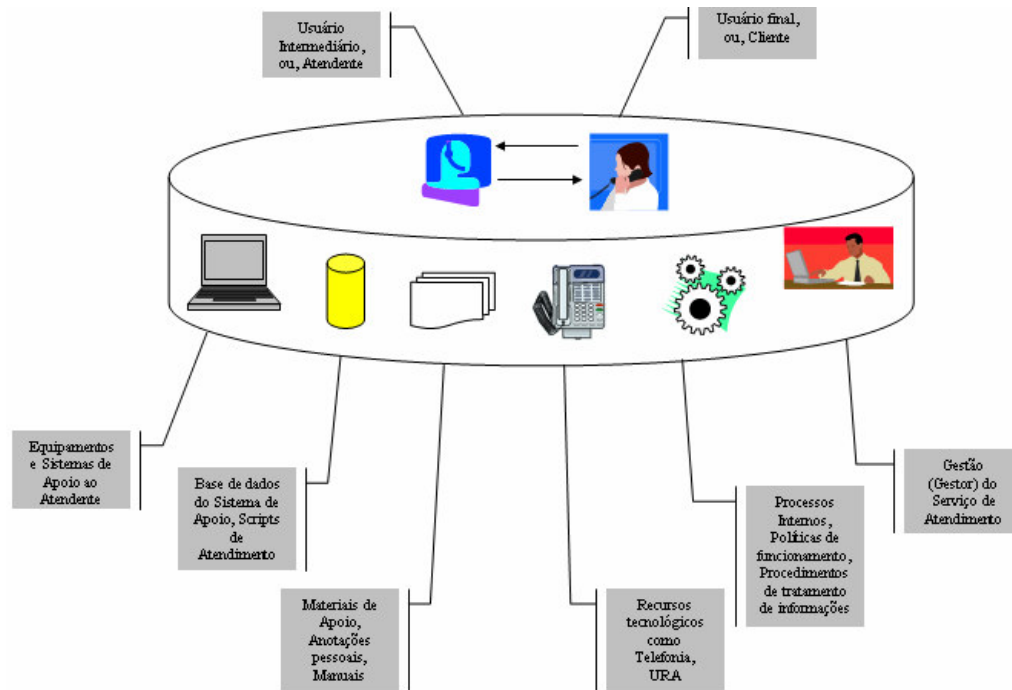 Usuário
Intermediário,
ou, Atendente
Usuário final,
ou, Cliente
Equipamentos
e Sistemas de
Apoio ao
Atendente
Base de dados
do Sistema de
Apoio, Scripts
de
Atendimento
Materiais de
Apoio,
Anotações
pessoais,
Manuais
Recursos
tecnológicos
como
Telefonia,
URA
Processos
Internos,
Políticas de
funcionamento,
Procedimentos
de tratamento
de informações
Gestão
(Gestor) do
Serviço de
Atendimento